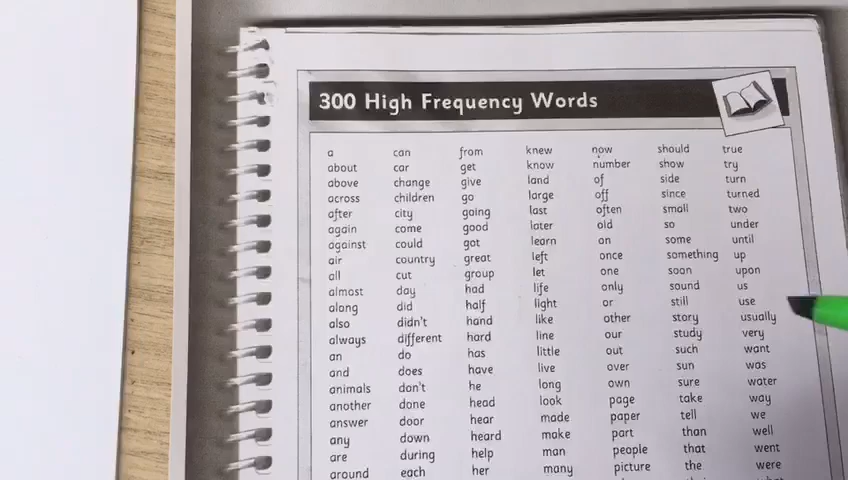 300 High Frequency Words
a can from knew now should true
about car get know number show try
above change give land of side turn
across children go large off since turned
after city going last often small two
again come good later old so under
against could got learn on some until
air country great left once something up
all cut group let one soon upon
almost day had life only sound us
along did half light or still use
also didn't hand like other story usually
always different hard line our study very
an do has little out such want
and does have live over sun was
animals don't he long own sure water
another done head look page take way
answer door hear made paper tell we
any down heard make part than well
are during help man people that went
around each her many picture the were